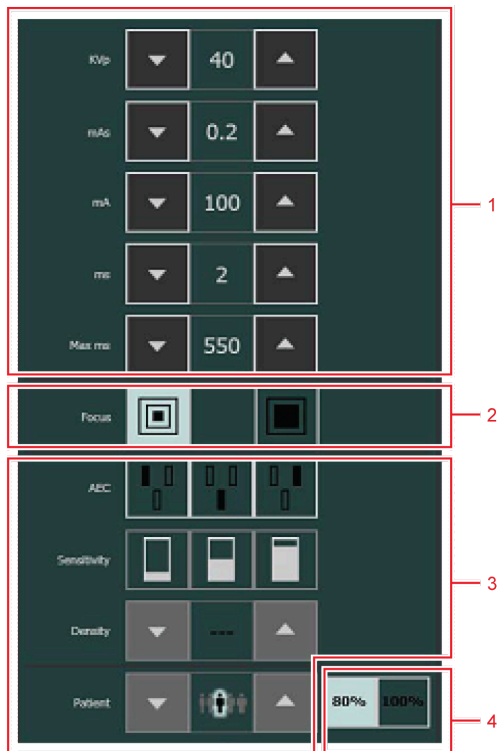 KVp 40
mAs 0.2
mA 100
ms 2
Max ms 550
1
Focus
2
AEC
Sensitivity
Density ---
3
Patient 80% 100%
4